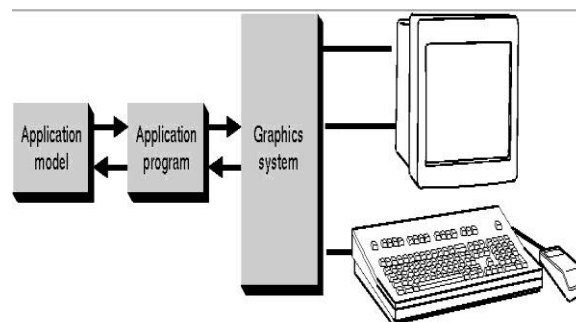 Application
model
Application
program
Graphics
system